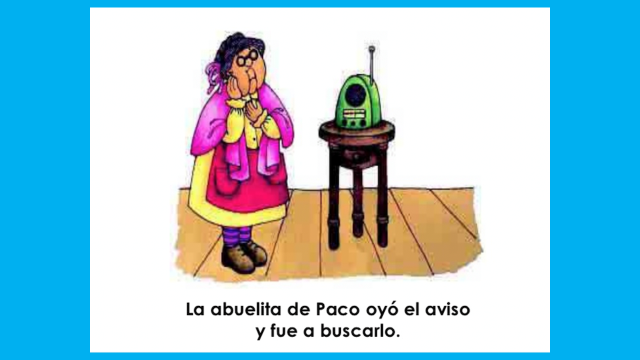 La abuelita de Paco oyó el aviso
y fue a buscarlo.